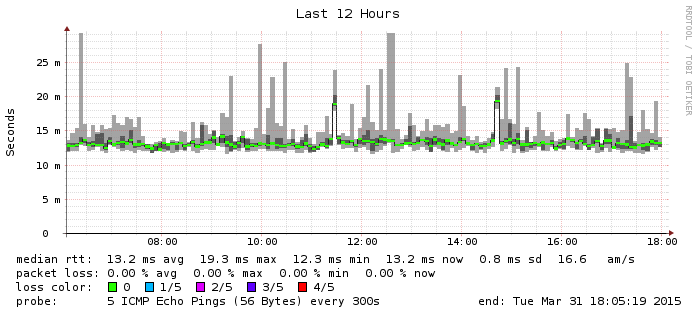 Last 12 Hours
RRDTOOL / TOBI OETIKER
Seconds
25 m
20 m
15 m
10 m
5 m
0
08:00 10:00 12:00 14:00 16:00 18:00
median rtt: 13.2 ms avg 19.3 ms max 12.3 ms min 13.2 ms now 0.8 ms sd 16.6 am/s
packet loss: 0.00 % avg 0.00 % max 0.00 % min 0.00 % now
loss color: 0 1/5 2/5 3/5 4/5
probe: 5 ICMP Echo Pings (56 Bytes) every 300s end: Tue Mar 31 18:05:19 2015